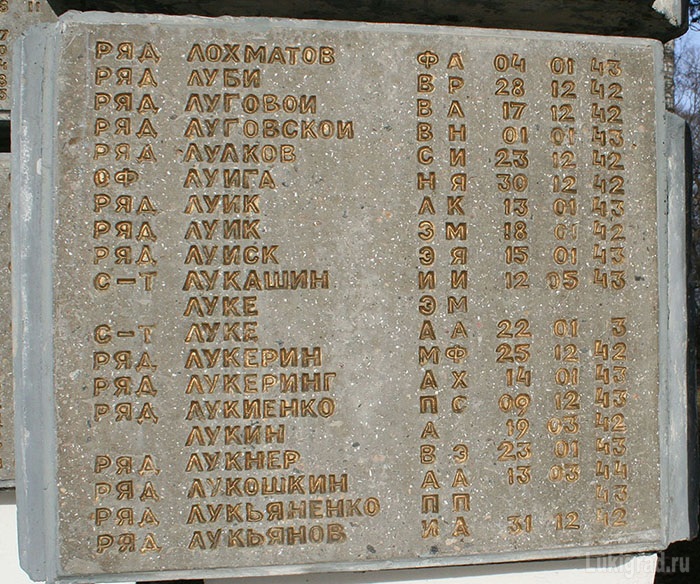 РЯД ЛОХМАТОВ Ф А 04 01 43
РЯД ЛУБИ В Р 28 12 42
РЯД ЛУГОВОИ В А 17 12 42
РЯД ЛУГОВСКОИ В Н 01 01 43
РЯД ЛУЛКОВ С И 23 12 42
ОФ ЛУИГА Н Я 30 12 42
РЯД ЛУИК А К 13 01 43
РЯД ЛУИК Э М 18 01 42
РЯД ЛУИСК Э Я 15 01 43
С-Т ЛУКАШИН И И 12 05 43
ЛУКЕ Э М
С-Т ЛУКЕ А А 22 01 3
РЯД ЛУКЕРИН М Ф 25 12 42
РЯД ЛУКЕРИНГ А Х 14 01 43
РЯД ЛУКИЕНКО П С 09 12 43
ЛУКИН А 19 03 42
РЯД ЛУКНЕР В Э 23 01 43
РЯД ЛУКОШКИН А А 13 03 44
РЯД ЛУКЬЯНЕНКО П П 43
РЯД ЛУКЬЯНОВ И А 31 12 42
Lukigrad.ru